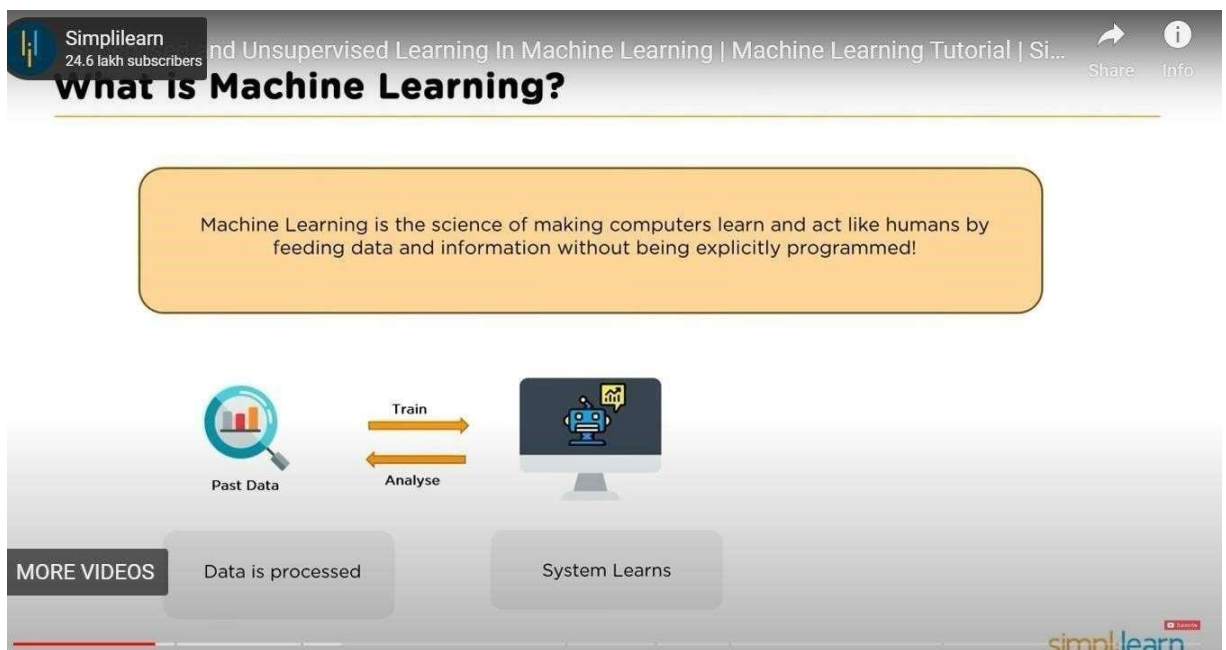 Simplilearn
24.6 lakh subscribers
and Unsupervised Learning In Machine Learning | Machine Learning Tutorial | Si...
Share
Info
What is Machine Learning?
Machine Learning is the science of making computers learn and act like humans by
feeding data and information without being explicitly programmed!
Train
Analyse
Past Data
MORE VIDEOS
Data is processed
System Learns
simplilearn